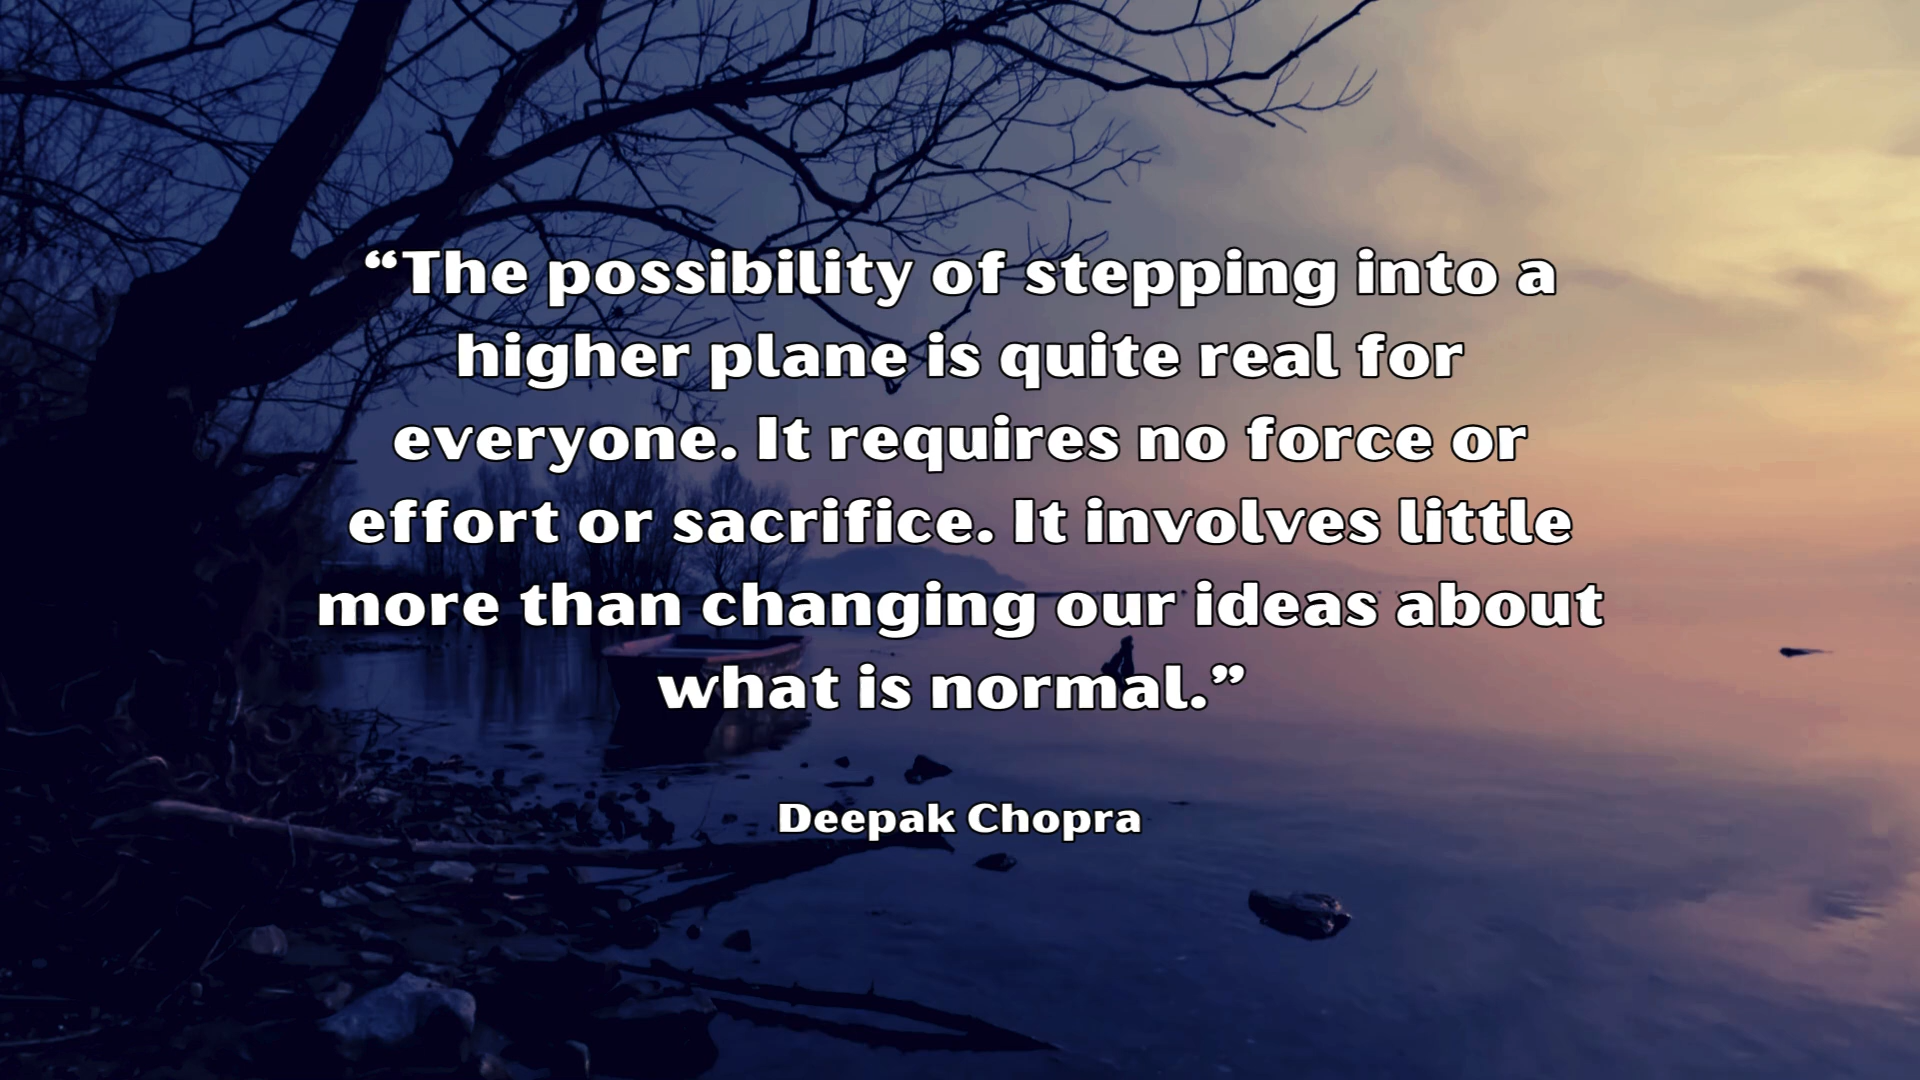 “The possibility of stepping into a
higher plane is quite real for
everyone. It requires no force or
effort or sacrifice. It involves little
more than changing our ideas about
what is normal.”
Deepak Chopra